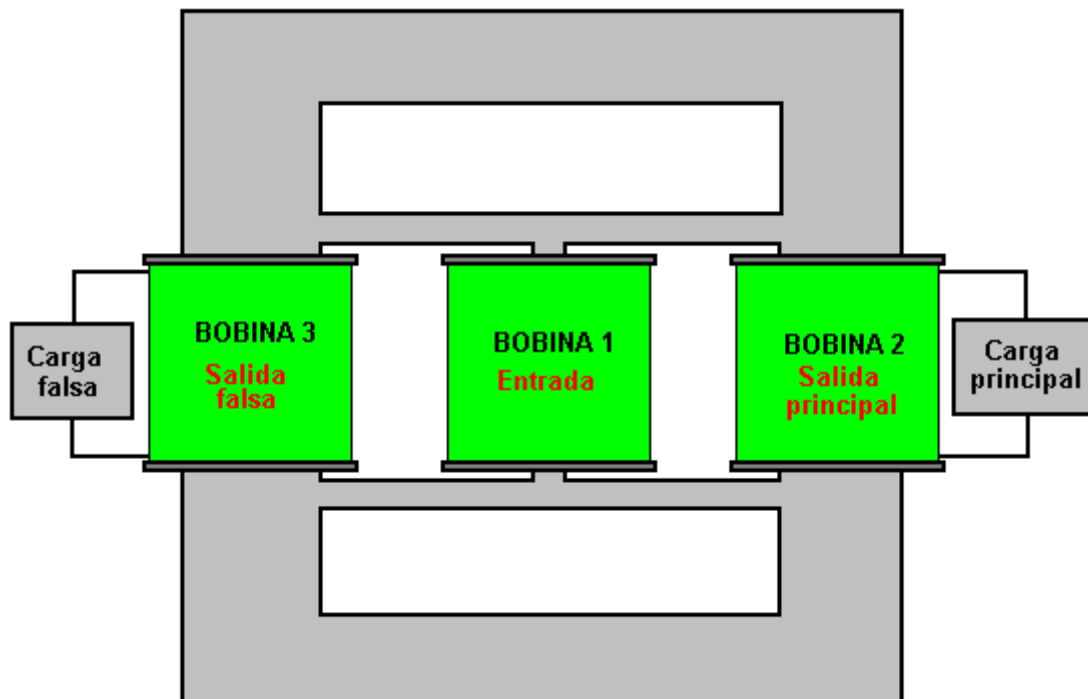 Carga
falsa
BOBINA 3
Salida
falsa
BOBINA 1
Entrada
BOBINA 2
Salida
principal
Carga
principal